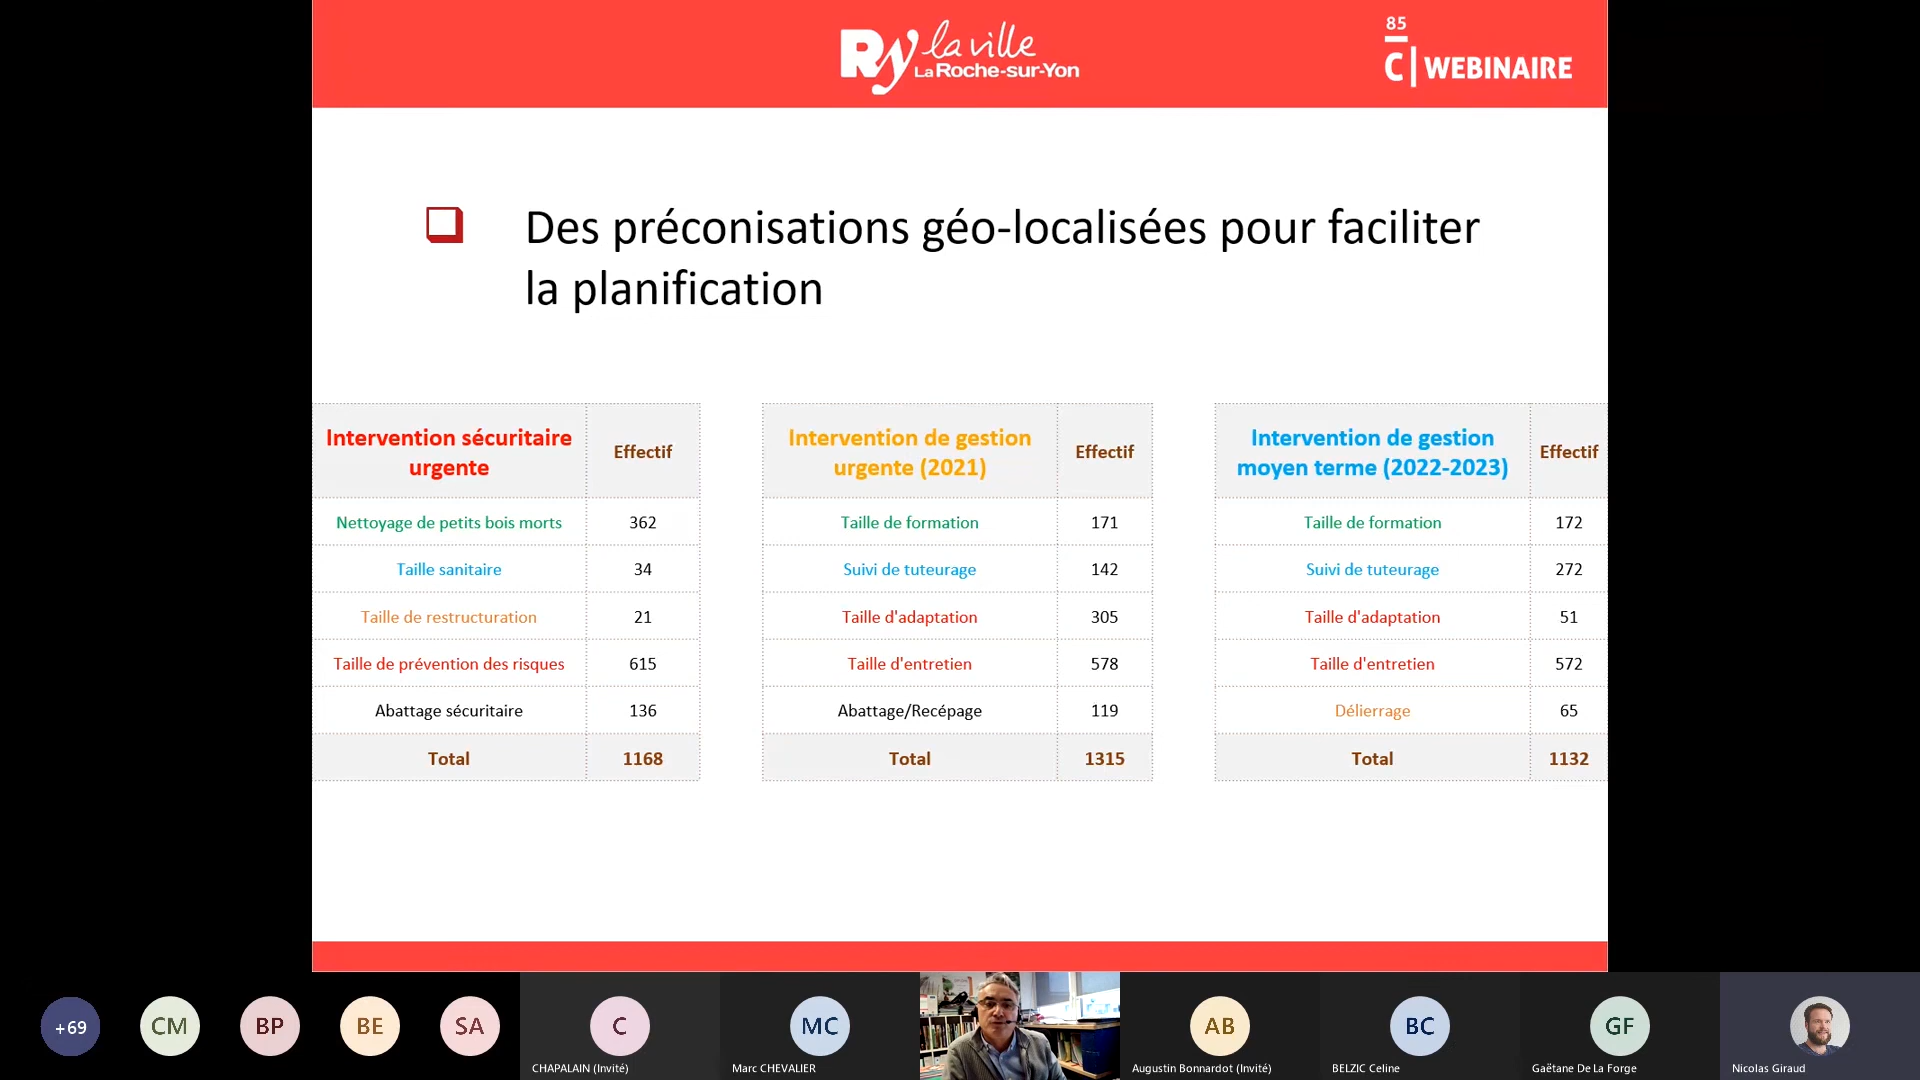 Ry la ville
La Roche-sur-Yon
85
C | WEBINAIRE
Des préconisations géo-localisées pour faciliter
la planification
Intervention sécuritaire
urgente
Effectif
Nettoyage de petits bois morts 362
Taille sanitaire 34
Taille de restructuration 21
Taille de prévention des risques 615
Abattage sécuritaire 136
Total 1168
Intervention de gestion
urgente (2021)
Effectif
Taille de formation 171
Suivi de tuteurage 142
Taille d'adaptation 305
Taille d'entretien 578
Abattage/Recépage 119
Total 1315
Intervention de gestion
moyen terme (2022-2023)
Effectif
Taille de formation 172
Suivi de tuteurage 272
Taille d'adaptation 51
Taille d'entretien 572
Délierrage 65
Total 1132
+69
CM
BP
BE
SA
C
CHAPALAIN (Invité)
MC
Marc CHEVALIER
AB
Augustin Bonnardot (Invité)
BC
BELZIC Celine
GF
Gaëtane De La Forge
Nicolas Giraud